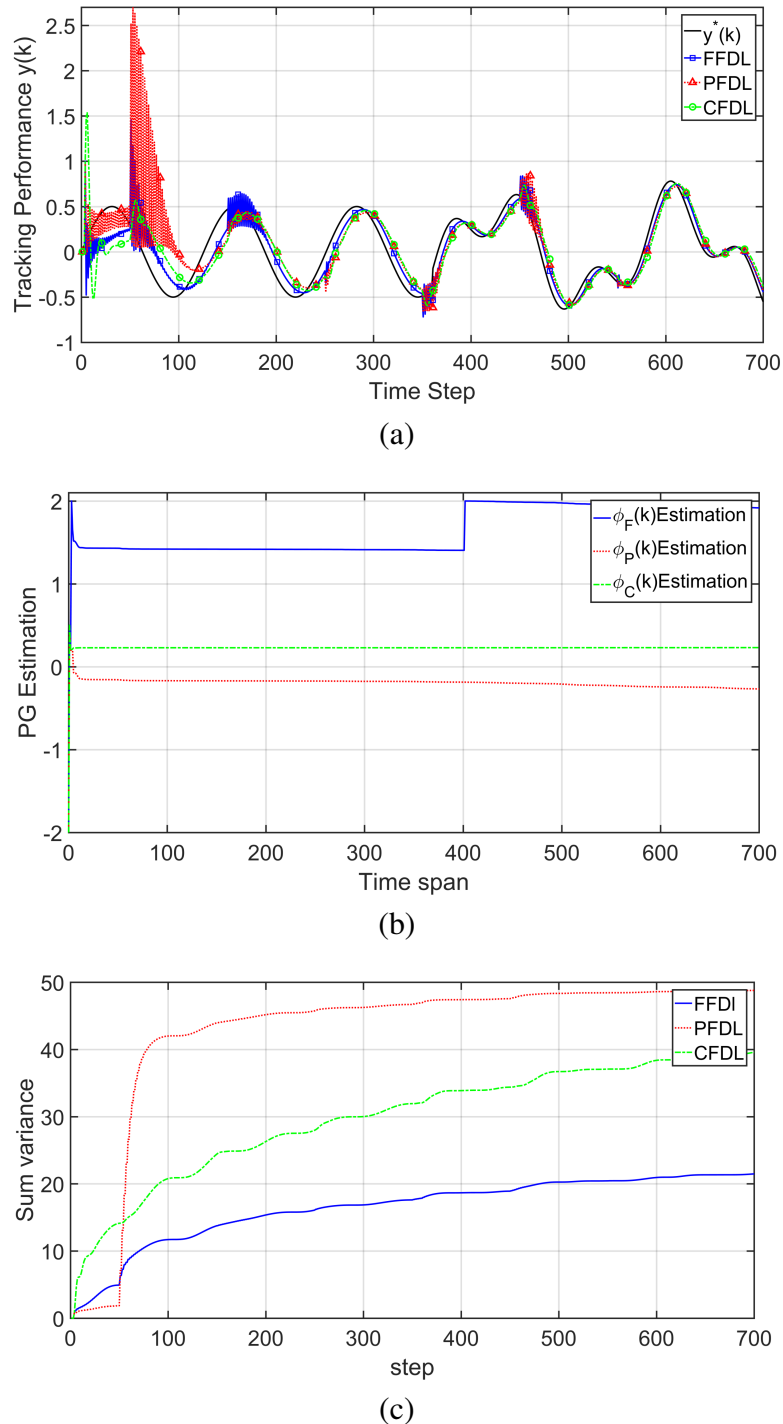 2.5
2
1.5
1
0.5
0
-0.5
-1
Tracking Performance y(k)
y*(k)
FFDL
PFDL
CFDL
0 100 200 300 400 500 600 700
Time Step
(a)
2
1
0
-1
-2
PG Estimation
ϕ_F(k)Estimation
ϕ_P(k)Estimation
ϕ_C(k)Estimation
0 100 200 300 400 500 600 700
Time span
(b)
50
40
30
20
10
0
Sum variance
FFDl
PFDL
CFDL
0 100 200 300 400 500 600 700
step
(c)